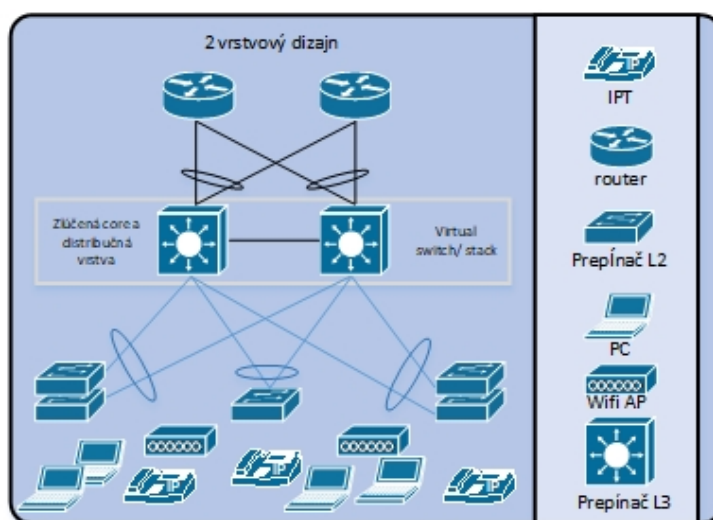 2 vrstvový dizajn
Zlúčená core a
distribučná
vrstva
Virtual
switch/ stack
IPT
router
Prepínač L2
PC
Wifi AP
Prepínač L3